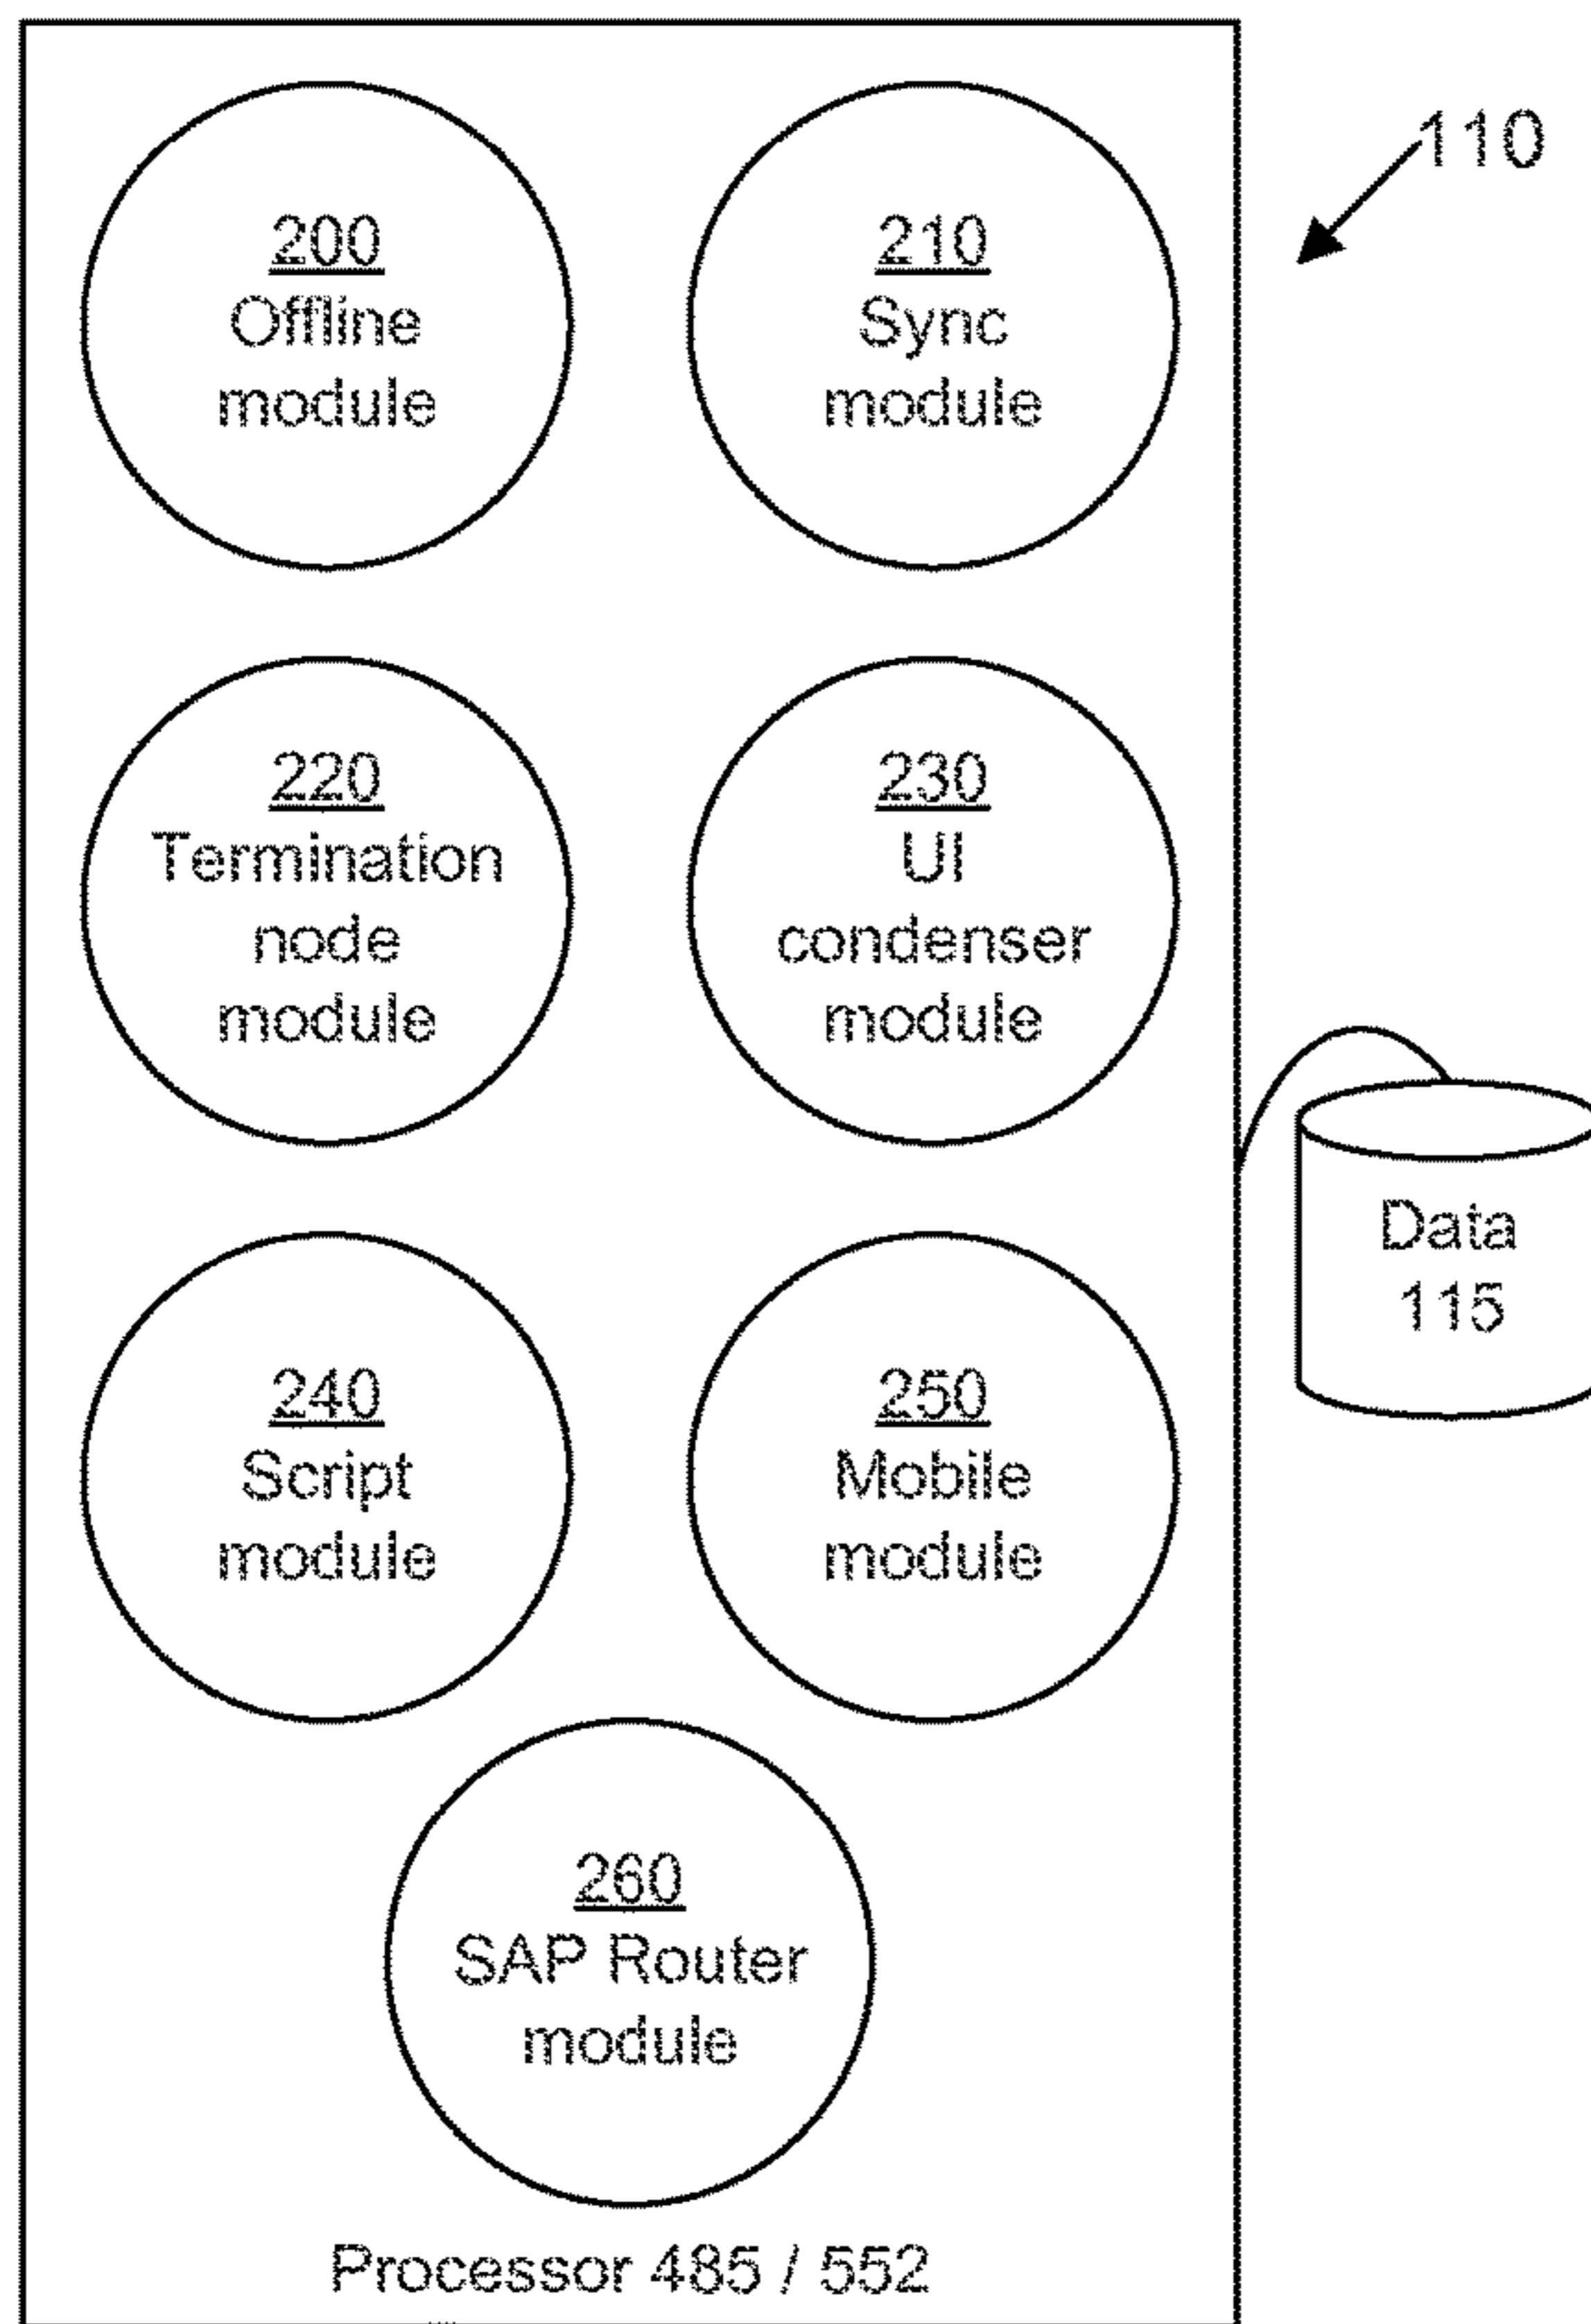 110
200
Offline
module
210
Sync
module
220
Termination
node
module
230
UI
condenser
module
Data
115
240
Script
module
250
Mobile
module
260
SAP Router
module
Processor 485 / 552